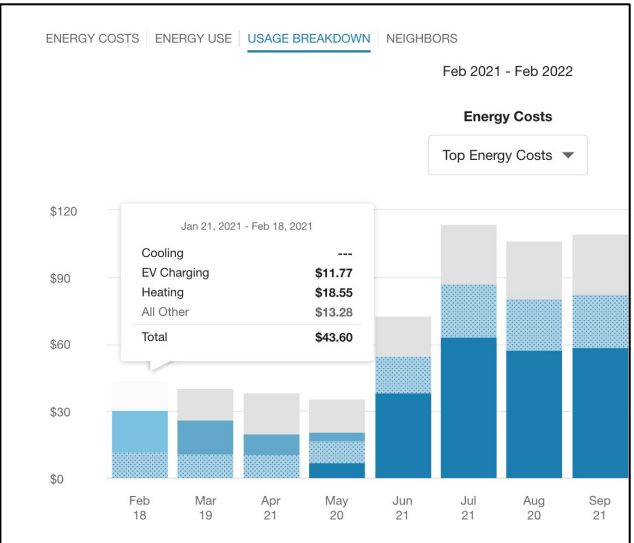 ENERGY COSTS ENERGY USE USAGE BREAKDOWN NEIGHBORS
Feb 2021 - Feb 2022
Energy Costs
Top Energy Costs
Jan 21, 2021 - Feb 18, 2021
Cooling ---
EV Charging $11.77
Heating $18.55
All Other $13.28
Total $43.60
$120
$90
$60
$30
$0
Feb Mar Apr May Jun Jul Aug Sep
18 19 21 20 21 21 20 21